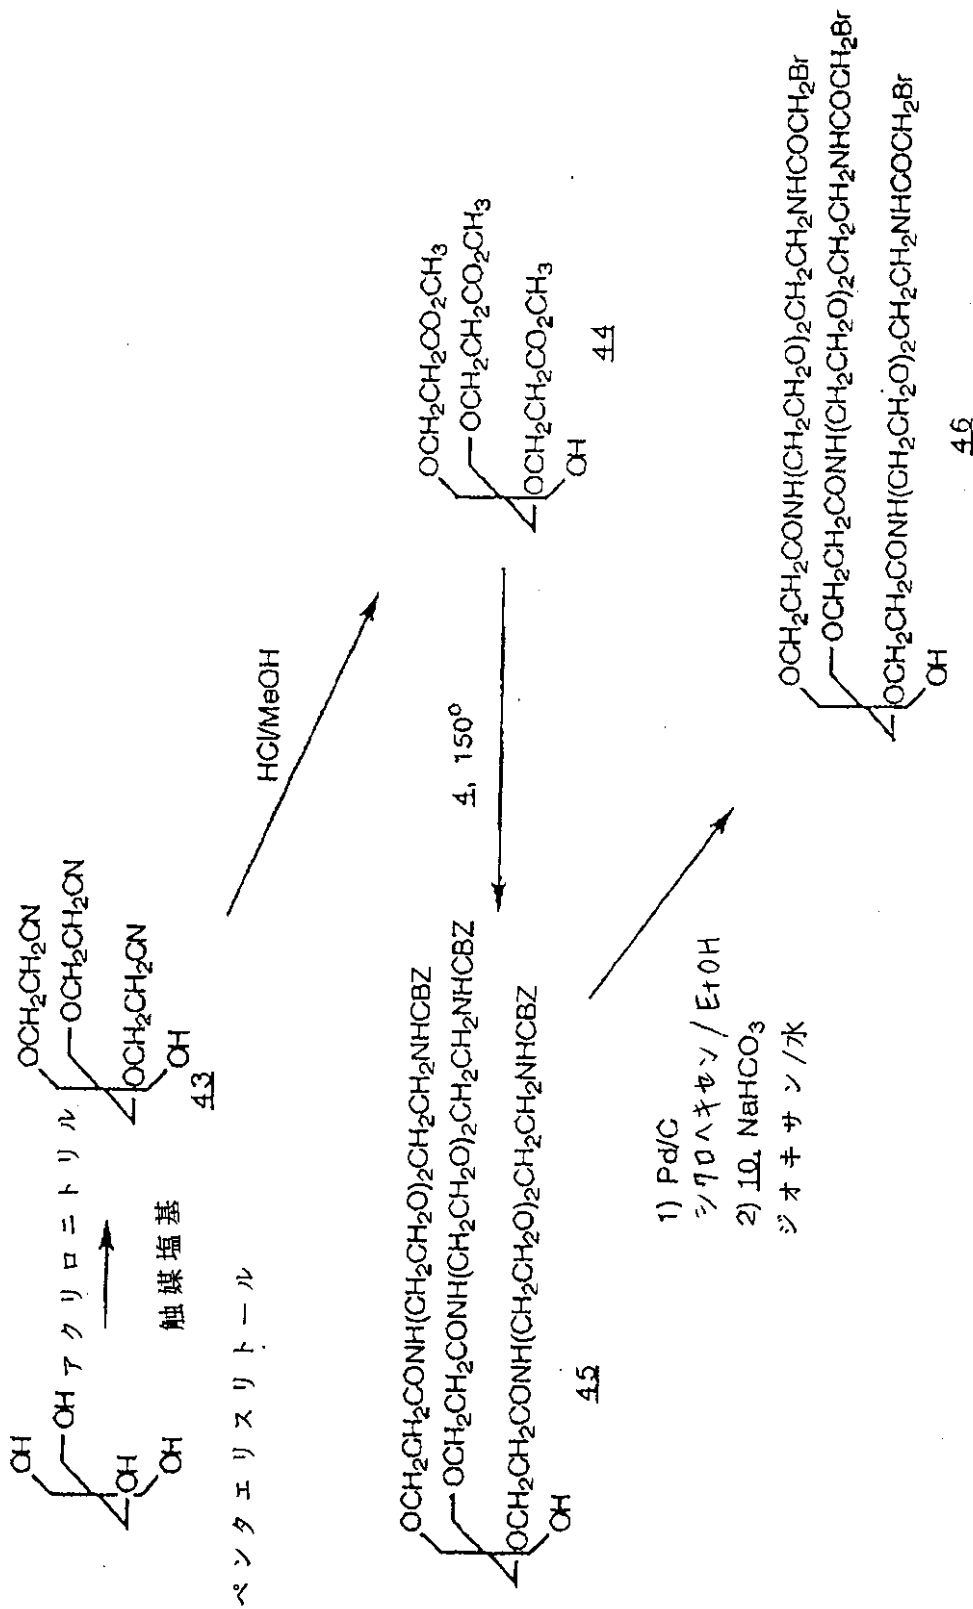 OH
OH
OH
OH
ペンタエリスリトール
アクリロニトリル
触媒塩基
OCH₂CH₂CN
OCH₂CH₂CN
OCH₂CH₂CN
OH
43
HCl/MeOH
OCH₂CH₂CO₂CH₃
OCH₂CH₂CO₂CH₃
OCH₂CH₂CO₂CH₃
OH
44
4, 150°
OCH₂CH₂CONH(CH₂CH₂O)₂CH₂CH₂NHCBZ
OCH₂CH₂CONH(CH₂CH₂O)₂CH₂CH₂NHCBZ
OCH₂CH₂CONH(CH₂CH₂O)₂CH₂CH₂NHCBZ
OH
45
1) Pd/C
シクロヘキセン/EtOH
2) 10, NaHCO₃
ジオキサン/水
OCH₂CH₂CONH(CH₂CH₂O)₂CH₂CH₂NHCOCH₂Br
OCH₂CH₂CONH(CH₂CH₂O)₂CH₂CH₂NHCOCH₂Br
OCH₂CH₂CONH(CH₂CH₂O)₂CH₂CH₂NHCOCH₂Br
OH
46